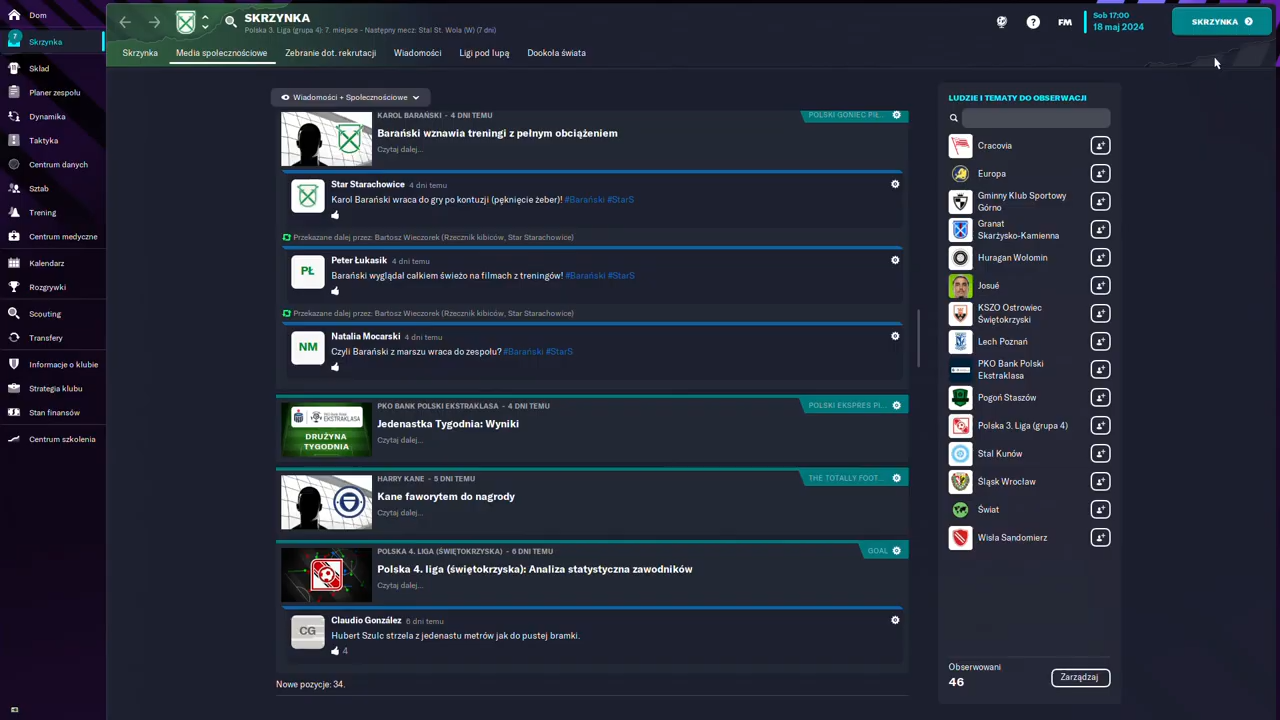 Dom
7
Skrzynka
Skład
Planer zespołu
Dynamika
Taktyka
Centrum danych
Sztab
Trening
Centrum medyczne
Kalendarz
Rozgrywki
Scouting
Transfery
Informacje o klubie
Strategia klubu
Stan finansów
Centrum szkolenia
SKRZYNKA
Polska 3. Liga (grupa 4): 7. miejsce - Następny mecz: Stal St. Wola (W) (7 dni)
FM
Sob 17:00
18 maj 2024
SKRZYNKA
Skrzynka
Media społecznościowe
Zebranie dot. rekrutacji
Wiadomości
Ligi pod lupą
Dookoła świata
Wiadomości + Społecznościowe
KAROL BARAŃSKI - 4 DNI TEMU
POLSKI GONIEC PIŁ...
Barański wznawia treningi z pełnym obciążeniem
Czytaj dalej...
Star Starachowice 4 dni temu
Karol Barański wraca do gry po kontuzji (pęknięcie żeber)! #Barański #StarS
Przekazane dalej przez: Bartosz Wieczorek (Rzecznik kibiców, Star Starachowice)
PŁ
Peter Łukasik 4 dni temu
Barański wyglądał całkiem świeżo na filmach z treningów! #Barański #StarS
Przekazane dalej przez: Bartosz Wieczorek (Rzecznik kibiców, Star Starachowice)
NM
Natalia Mocarski 4 dni temu
Czyli Barański z marszu wraca do zespołu? #Barański #StarS
PKO BANK POLSKI EKSTRAKLASA - 4 DNI TEMU
POLSKI EKSPRES PI...
EKSTRAKLASA
DRUŻYNA
TYGODNIA
Jedenastka Tygodnia: Wyniki
Czytaj dalej...
HARRY KANE - 5 DNI TEMU
THE TOTALLY FOOT...
Kane faworytem do nagrody
Czytaj dalej...
POLSKA 4. LIGA (ŚWIĘTOKRZYSKA) - 6 DNI TEMU
GOAL
Polska 4. liga (świętokrzyska): Analiza statystyczna zawodników
Czytaj dalej...
CG
Claudio González 6 dni temu
Hubert Szulc strzela z jedenastu metrów jak do pustej bramki.
4
Nowe pozycje: 34.
LUDZIE I TEMATY DO OBSERWACJI
Cracovia
Europa
Gminny Klub Sportowy
Górno
Granat
Skarżysko-Kamienna
Huragan Wołomin
Josué
KSZO Ostrowiec
Świętokrzyski
Lech Poznań
PKO Bank Polski
Ekstraklasa
Pogoń Staszów
Polska 3. Liga (grupa 4)
Stal Kunów
Śląsk Wrocław
Świat
Wisła Sandomierz
Obserwowani
46
Zarządzaj